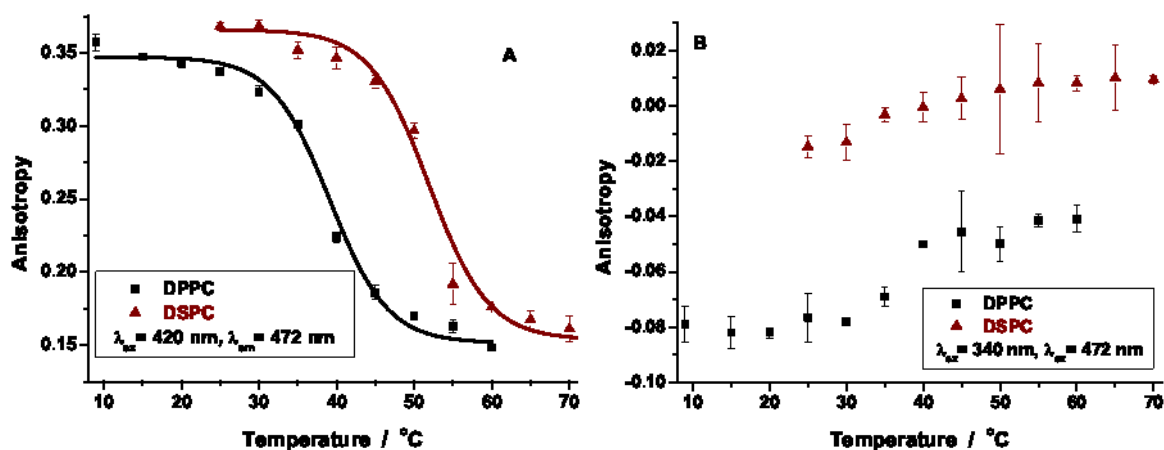 A
Anisotropy
0.35
0.30
0.25
0.20
0.15
DPPC
DSPC
λex= 420 nm, λem= 472 nm
10 20 30 40 50 60 70
Temperature / °C
B
Anisotropy
0.02
0.00
-0.02
-0.04
-0.06
-0.08
-0.10
DPPC
DSPC
λex= 340 nm, λex= 472 nm
10 20 30 40 50 60 70
Temperature / °C